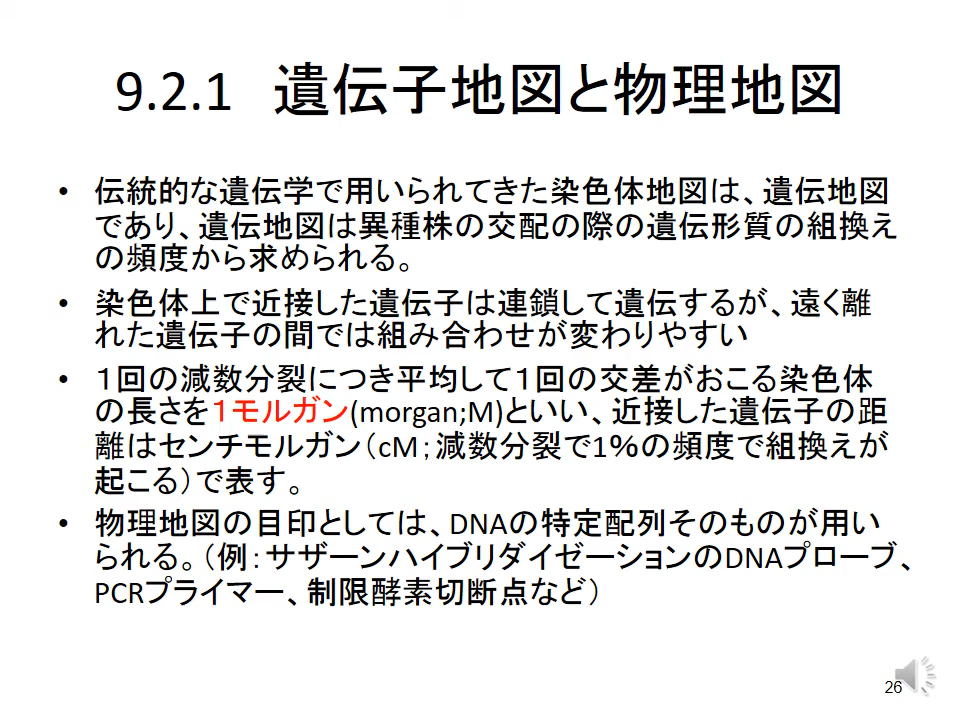 9.2.1　遺伝子地図と物理地図
• 伝統的な遺伝学で用いられてきた染色体地図は、遺伝地図
であり、遺伝地図は異種株の交配の際の遺伝形質の組換え
の頻度から求められる。
• 染色体上で近接した遺伝子は連鎖して遺伝するが、遠く離
れた遺伝子の間では組み合わせが変わりやすい
• １回の減数分裂につき平均して１回の交差がおこる染色体
の長さを１モルガン(morgan;M)といい、近接した遺伝子の距
離はセンチモルガン（cM；減数分裂で1%の頻度で組換えが
起こる）で表す。
• 物理地図の目印としては、DNAの特定配列そのものが用い
られる。（例：サザーンハイブリダイゼーションのDNAプローブ、
PCRプライマー、制限酵素切断点など）
26